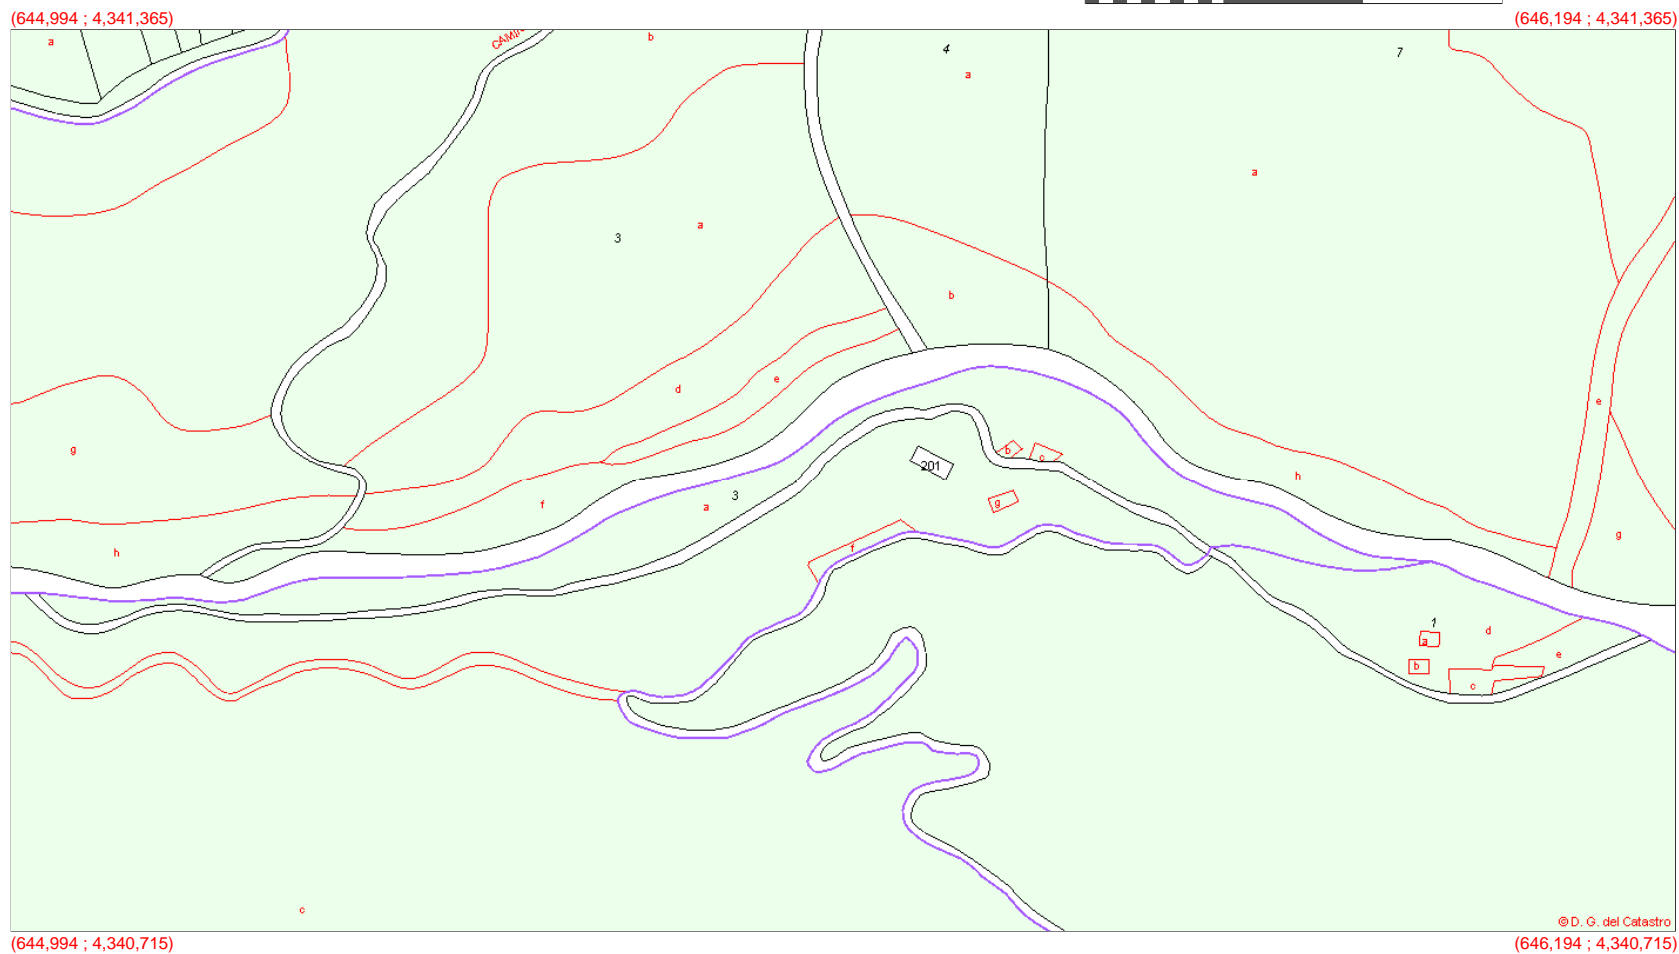 (644,994 ; 4,341,365)
(646,194 ; 4,341,365)
a
b
4
7
a
a
a
3
b
d
e
e
g
b
c
h
201
3
a
f
g
g
f
h
1
a
d
b
e
c
c
© D. G. del Catastro
(644,994 ; 4,340,715)
(646,194 ; 4,340,715)